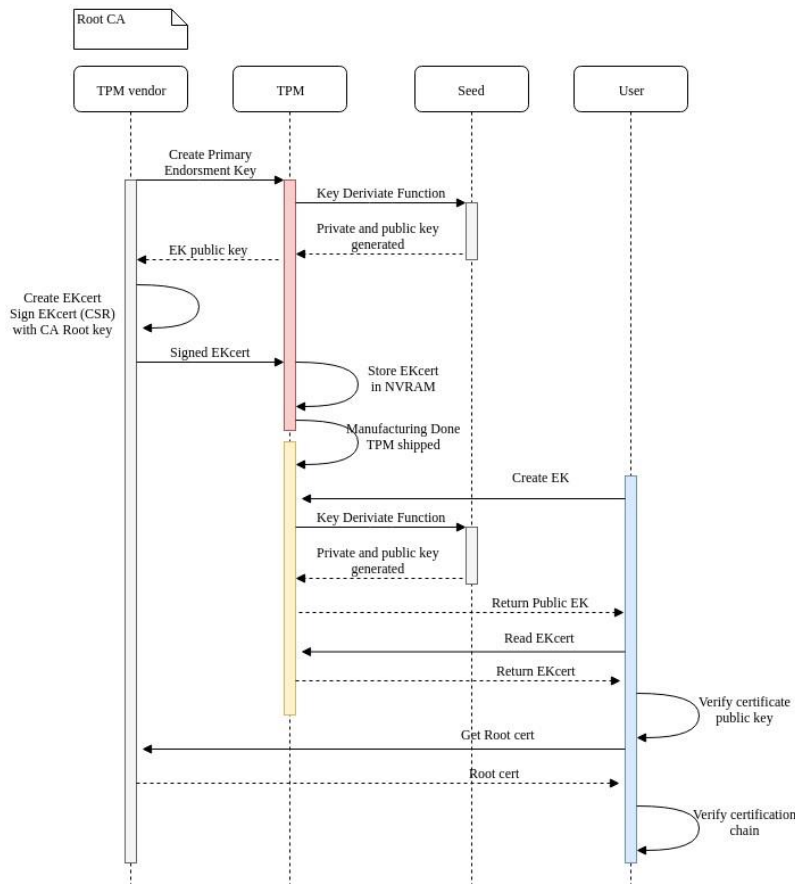 Root CA
TPM vendor
TPM
Seed
User
Create Primary
Endorsment Key
Key Deriviate Function
Private and public key
generated
EK public key
Create EKcert
Sign EKcert (CSR)
with CA Root key
Signed EKcert
Store EKcert
in NVRAM
Manufacturing Done
TPM shipped
Create EK
Key Deriviate Function
Private and public key
generated
Return Public EK
Read EKcert
Return EKcert
Verify certificate
public key
Get Root cert
Root cert
Verify certification
chain